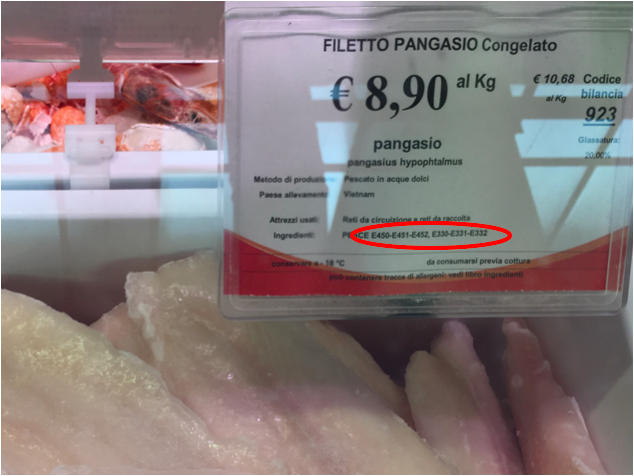 FILETTO PANGASIO Congelato
€ 8,90 al Kg
€ 10,68 al Kg
Codice bilancia
923
Glassatura:
20,00%
pangasio
pangasius hypophtalmus
Metodo di produzione: Pescato in acque dolci
Paese allevamento: Vietnam
Attrezzi usati: Reti da circuizione e reti da raccolta
Ingredienti: PESCE E450-E451-E452, E330-E331-E332
conservare a - 18 °C da consumarsi previa cottura
può contenere tracce di allergeni: vedi libro ingredienti